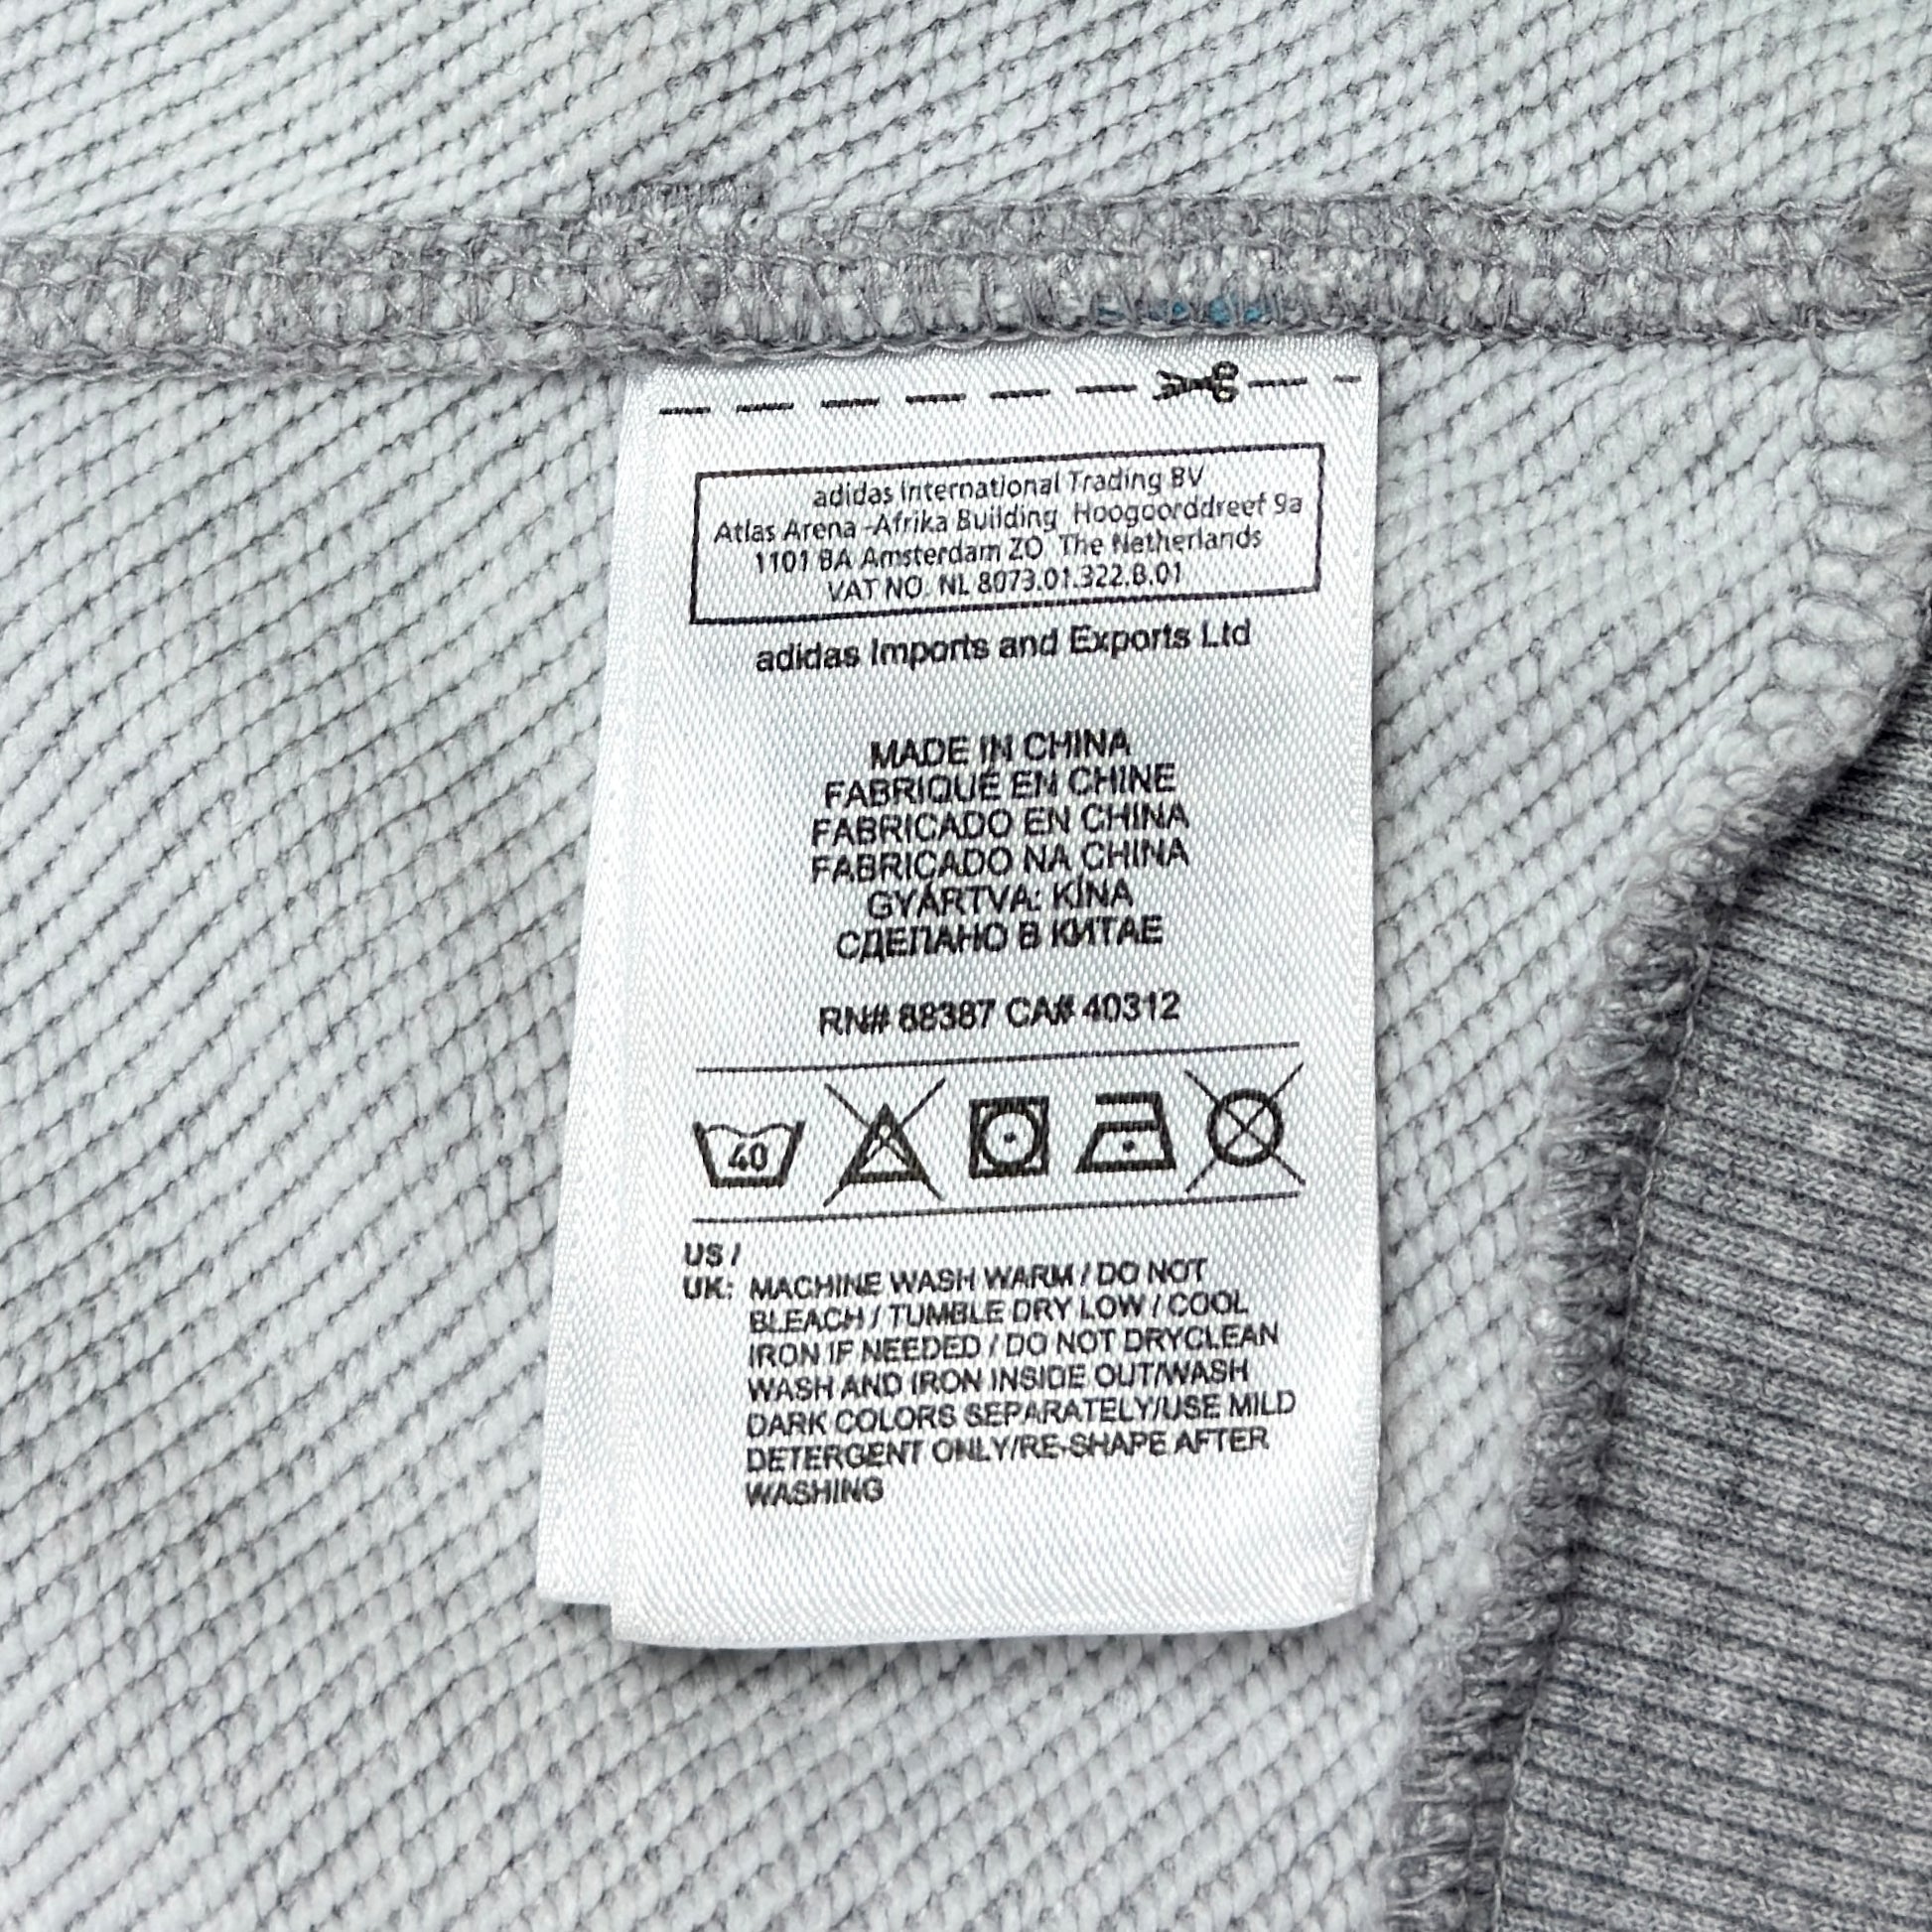 adidas International Trading BV
Atlas Arena -Afrika Building Hoogoorddreef 9a
1101 BA Amsterdam ZO The Netherlands
VAT NO. NL 8073.01.322.B.01
adidas Imports and Exports Ltd
MADE IN CHINA
FABRIQUÉ EN CHINE
FABRICADO EN CHINA
FABRICADO NA CHINA
GYÁRTVA: KÍNA
СДЕЛАНО В КИТАЕ
RN# 88387 CA# 40312
40
US /
UK: MACHINE WASH WARM / DO NOT
BLEACH / TUMBLE DRY LOW / COOL
IRON IF NEEDED / DO NOT DRYCLEAN
WASH AND IRON INSIDE OUT/WASH
DARK COLORS SEPARATELY/USE MILD
DETERGENT ONLY/RE-SHAPE AFTER
WASHING